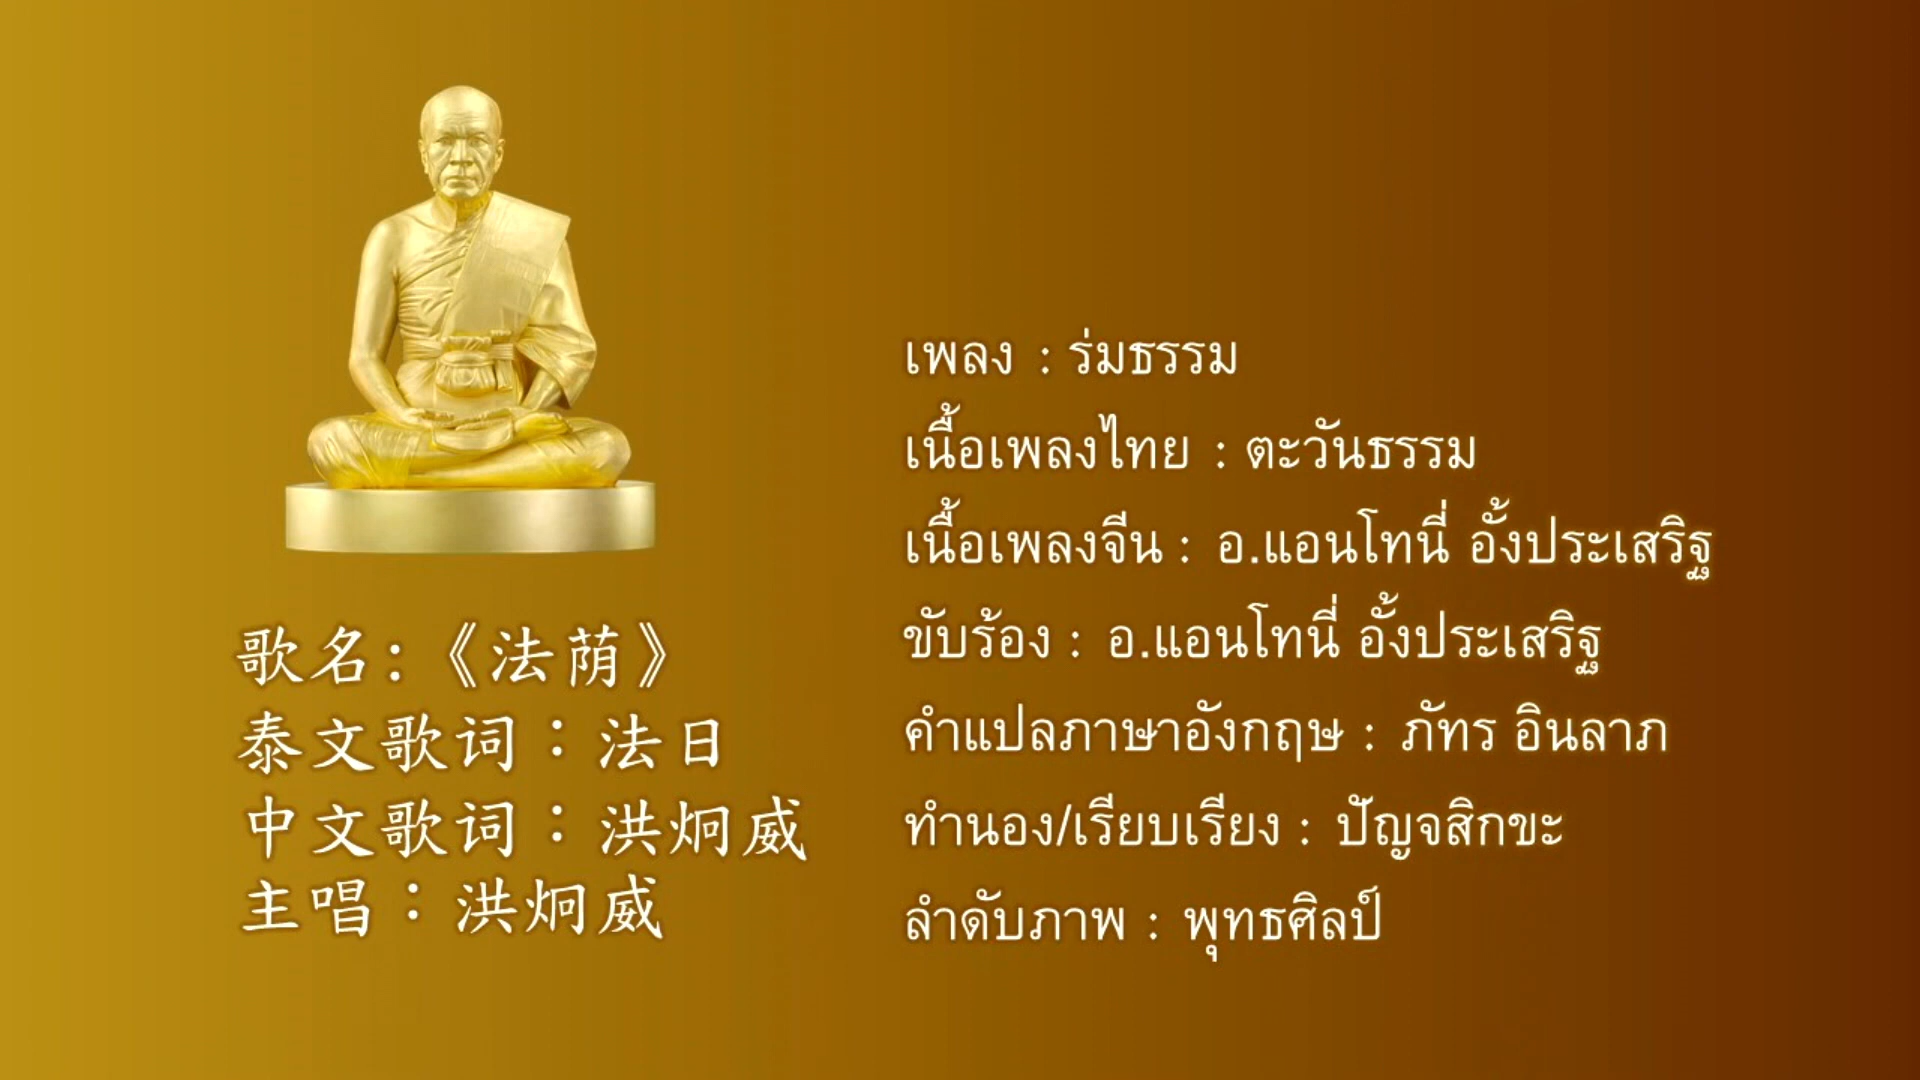 歌名：《法荫》
泰文歌词：法日
中文歌词：洪炯威
主唱：洪炯威
เพลง : ร่มธรรม
เนื้อเพลงไทย : ตะวันธรรม
เนื้อเพลงจีน : อ.แอนโทนี่ อั้งประเสริฐ
ขับร้อง : อ.แอนโทนี่ อั้งประเสริฐ
คำแปลภาษาอังกฤษ : ภัทร อินลาภ
ทำนอง/เรียบเรียง : ปัญจสิกขะ
ลำดับภาพ : พุทธศิลป์